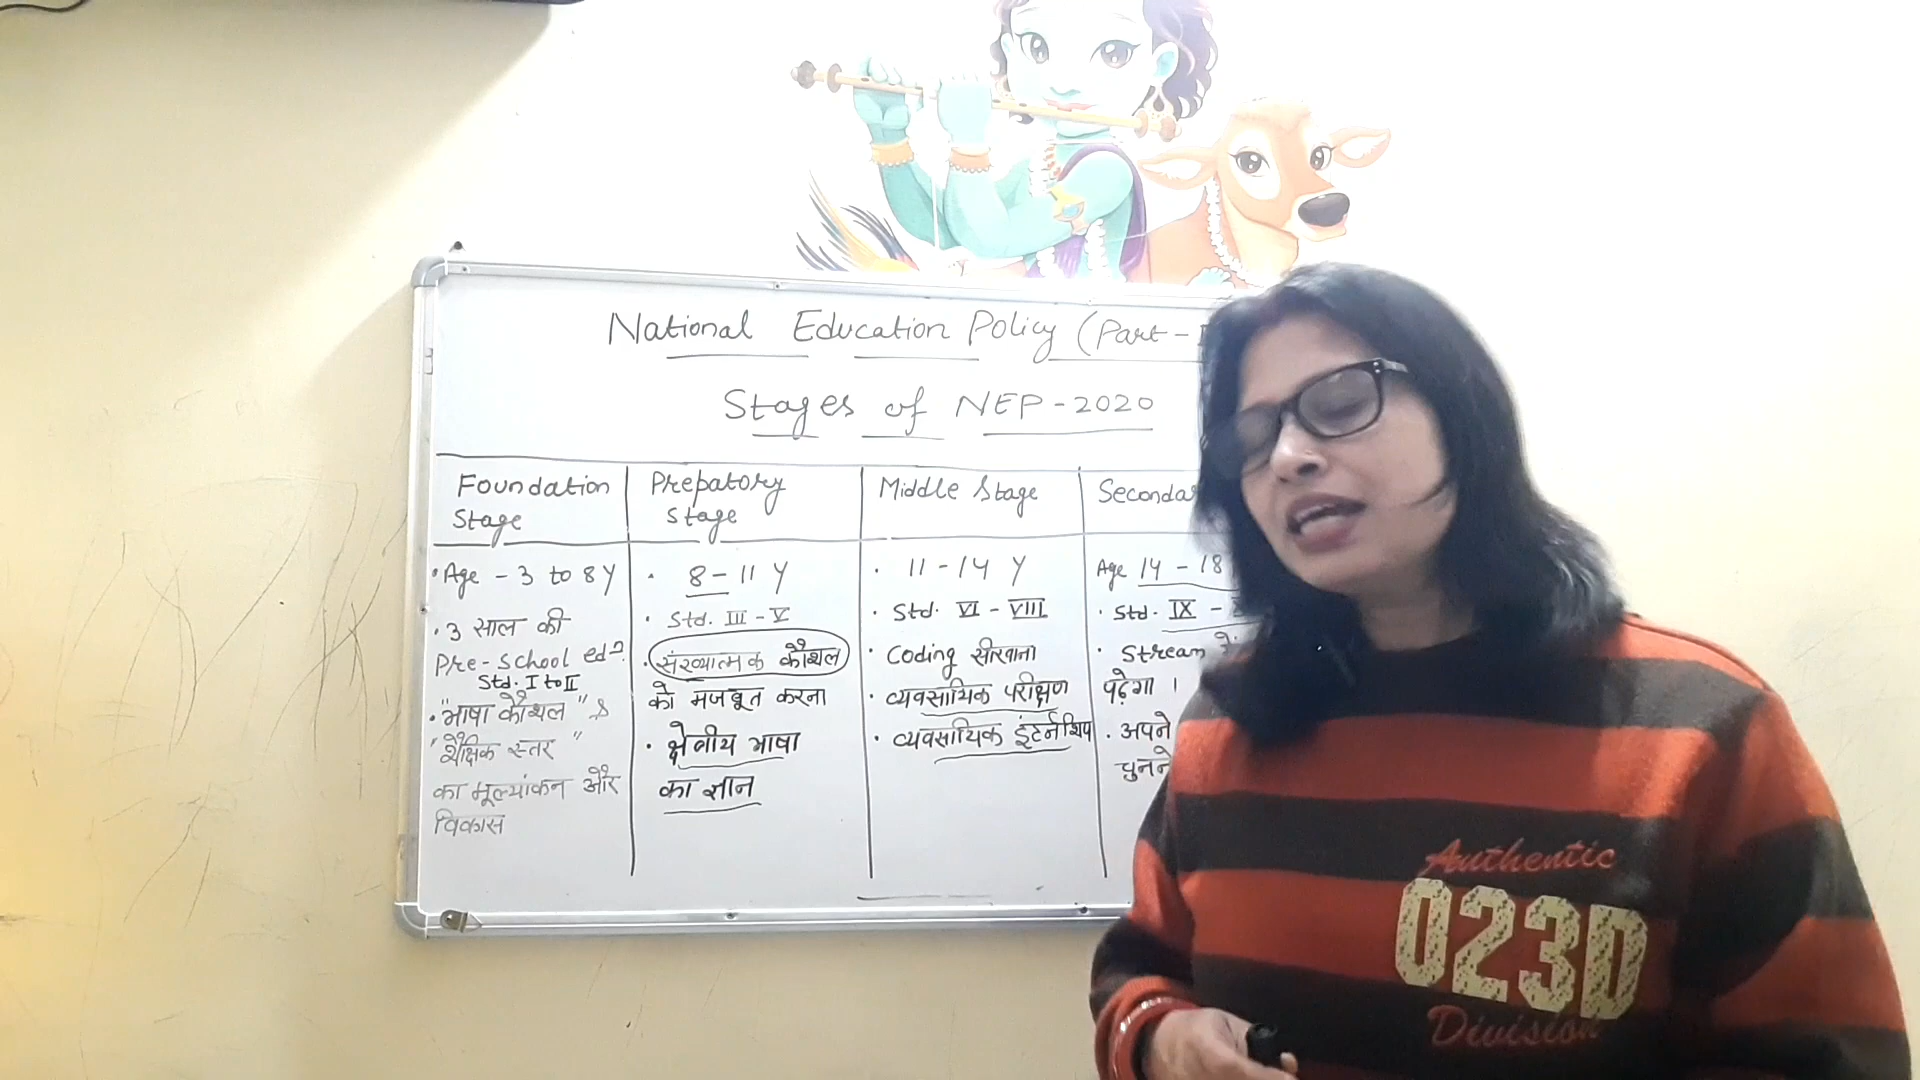 National Education Policy (Part-
Stages of NEP-2020
Foundation Stage
Prepatory Stage
Middle Stage
• Age - 3 to 8 Y
• 3 साल की
Pre-School edⁿ.
Std. I to II
• "भाषा कौशल" &
"शैक्षिक स्तर"
का मूल्यांकन और
विकास
• 8-11 Y
• Std. III - V
• संख्यात्मक कौशल
को मजबूत करना
• क्षेत्रीय भाषा
का ज्ञान
• 11-14 Y
• Std. VI - VIII
• Coding सीखाना
• व्यवसायिक परीक्षण
• व्यवसायिक इंटर्नशिप
Age 14-18
• Std. IX -
• Stream
पढ़ेगा ।
• अपने
चुनने
Authentic
023D
Division